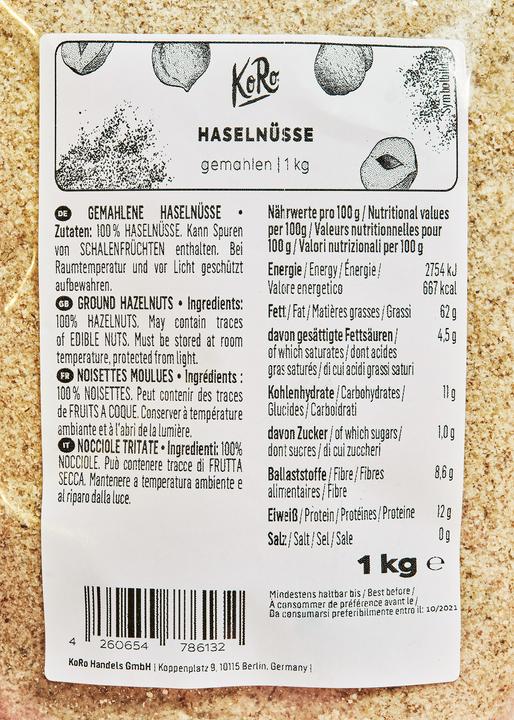 KoRo
Symbolbild
HASELNÜSSE
gemahlen | 1 kg
DE GEMAHLENE HASELNÜSSE •
Zutaten: 100 % HASELNÜSSE. Kann Spuren
von SCHALENFRÜCHTEN enthalten. Bei
Raumtemperatur und vor Licht geschützt
aufbewahren.
GB GROUND HAZELNUTS • Ingredients:
100% HAZELNUTS. May contain traces
of EDIBLE NUTS. Must be stored at room
temperature, protected from light.
FR NOISETTES MOULUES • Ingrédients :
100 % NOISETTES. Peut contenir des traces
de FRUITS A COQUE. Conserver à température
ambiante et à l'abri de la lumière.
IT NOCCIOLE TRITATE • Ingredienti: 100%
NOCCIOLE. Può contenere tracce di FRUTTA
SECCA. Mantenere a temperatura ambiente e
al riparo dalla luce.
Nährwerte pro 100 g / Nutritional values
per 100g / Valeurs nutritionnelles pour
100 g / Valori nutrizionali per 100 g
Energie / Energy / Énergie / 2754 kJ
Valore energetico 667 kcal
Fett / Fat / Matières grasses / Grassi 62 g
davon gesättigte Fettsäuren / 4,5 g
of which saturates / dont acides
gras saturés / di cui acidi grassi saturi
Kohlenhydrate / Carbohydrates / 11 g
Glucides / Carboidrati
davon Zucker / of which sugars / 1,0 g
dont sucres / di cui zuccheri
Ballaststoffe / Fibre / Fibres 8,6 g
alimentaires / Fibre
Eiweiß / Protein / Protéines / Proteine 12 g
Salz / Salt / Sel / Sale 0 g
1 kg ℮
Mindestens haltbar bis / Best before /
A consommer de préférence avant le /
Da consumarsi preferibilmente entro il: 10/2021
4 260654 786132
KoRo Handels GmbH | Koppenplatz 9, 10115 Berlin, Germany |